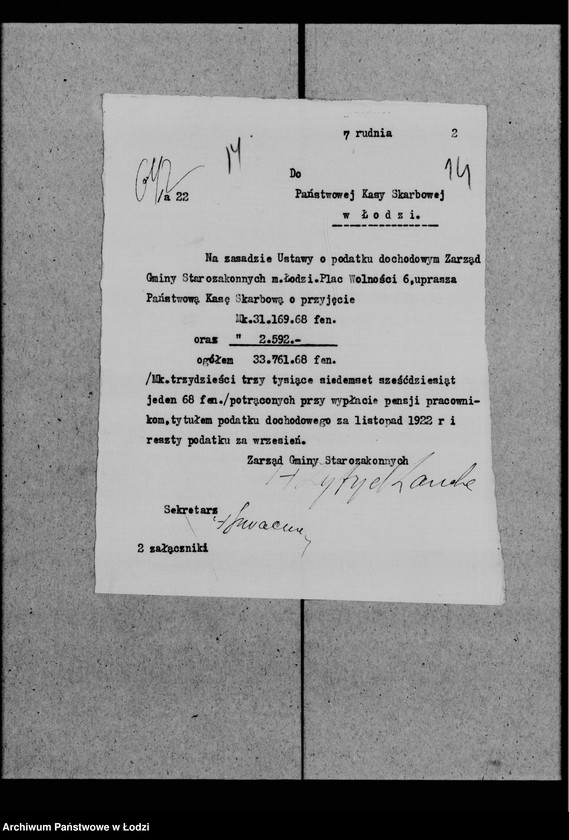 7 rudnia 2
14 14
a 22
Do
Państwowej Kasy Skarbowej
w Łodzi.
Na zasadzie Ustawy o podatku dochodowym Zarząd
Gminy Starozakonnych m.Łodzi.Plac Wolności 6,uprasza
Państwową Kasę Skarbową o przyjęcie
Mk.31.169.68 fen.
oraz " 2.592.-
ogółem 33.761.68 fen.
/Mk.trzydzieści trzy tysiące siedemset sześćdziesiąt
jeden 68 fen./potrąconych przy wypłacie pensji pracowni-
kom,tytułem podatku dochodowego za listopad 1922 r i
reszty podatku za wrzesień.
Zarząd Gminy Starozakonnych
Sekretarz
2 załączniki
Archiwum Państwowe w Łodzi